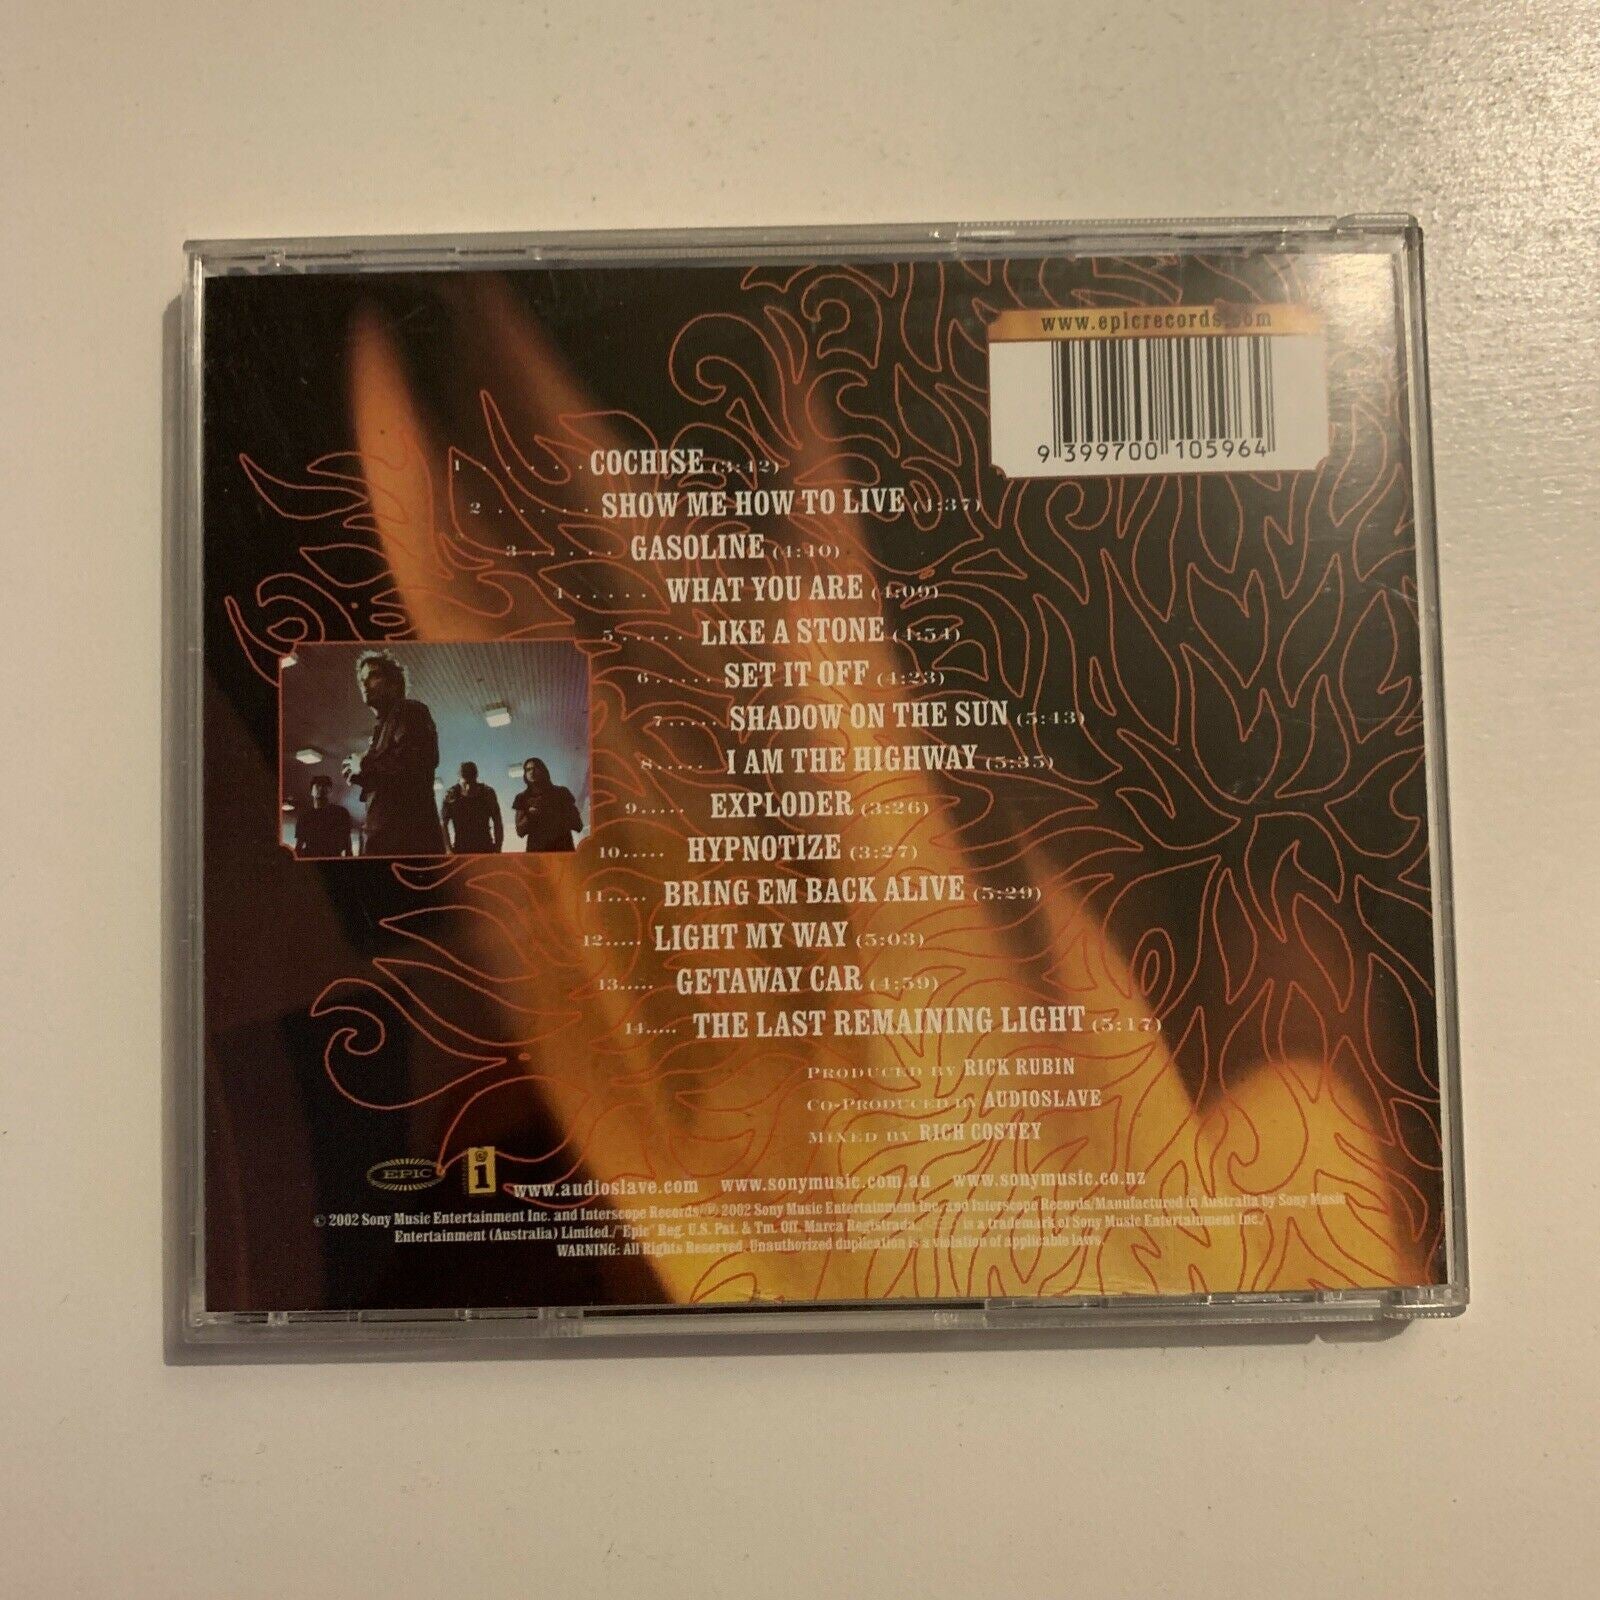 www.epicrecords.com
9 399700 105964
1 . . . . . . COCHISE (3:42)
2 . . . . . . SHOW ME HOW TO LIVE (4:37)
3 . . . . . GASOLINE (4:40)
4 . . . . . WHAT YOU ARE (4:09)
5 . . . . . LIKE A STONE (4:54)
6 . . . . . SET IT OFF (4:23)
7 ..... SHADOW ON THE SUN (5:43)
8 ..... I AM THE HIGHWAY (5:35)
9 ..... EXPLODER (3:26)
10 ..... HYPNOTIZE (3:27)
11 ..... BRING EM BACK ALIVE (5:29)
12 ..... LIGHT MY WAY (5:03)
13 ..... GETAWAY CAR (4:59)
14 ..... THE LAST REMAINING LIGHT (5:17)
PRODUCED BY RICK RUBIN
CO-PRODUCED BY AUDIOSLAVE
MIXED BY RICH COSTEY
EPIC i www.audioslave.com www.sonymusic.com.au www.sonymusic.co.nz
© 2002 Sony Music Entertainment Inc. and Interscope Records/℗ 2002 Sony Music Entertainment Inc. and Interscope Records/Manufactured in Australia by Sony Music
Entertainment (Australia) Limited./"Epic" Reg. U.S. Pat. & Tm. Off. Marca Registrada. is a trademark of Sony Music Entertainment Inc./
WARNING: All Rights Reserved. Unauthorized duplication is a violation of applicable laws.